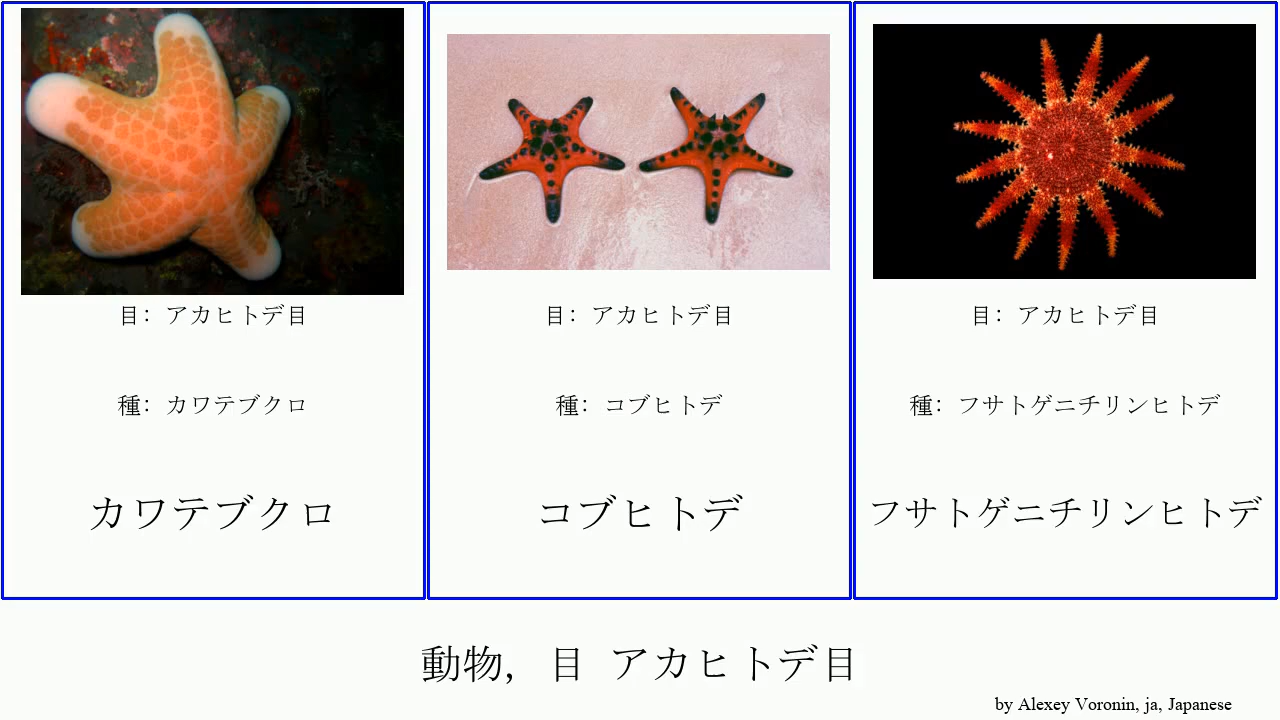 目: アカヒトデ目
種: カワテブクロ
カワテブクロ
目: アカヒトデ目
種: コブヒトデ
コブヒトデ
目: アカヒトデ目
種: フサトゲニチリンヒトデ
フサトゲニチリンヒトデ
動物, 目 アカヒトデ目
by Alexey Voronin, ja, Japanese